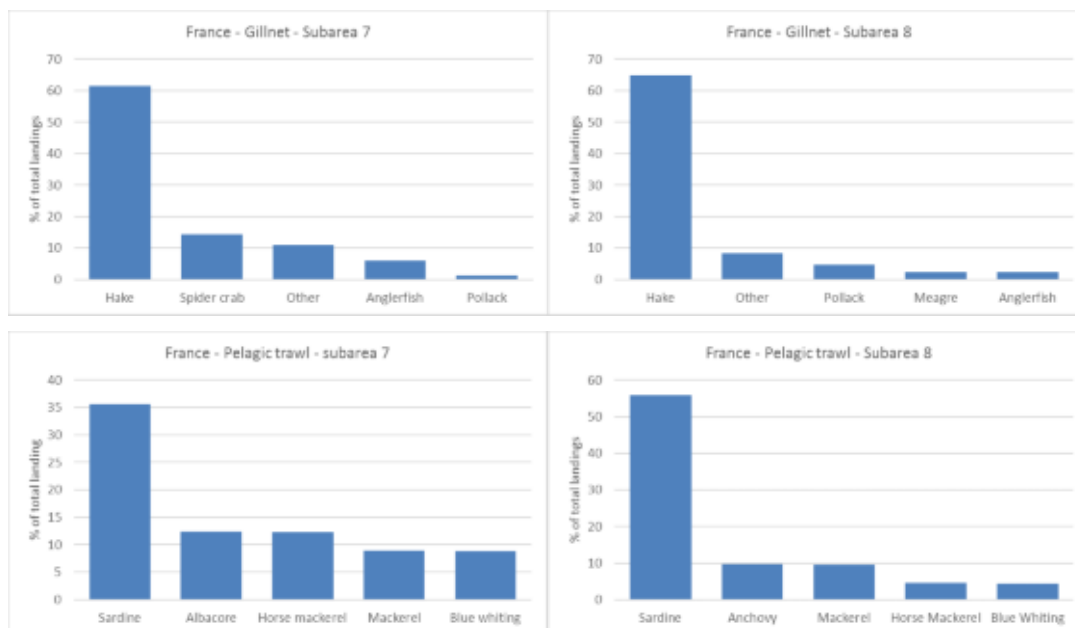 France - Gillnet - Subarea 7
% of total landings
70
60
50
40
30
20
10
0
Hake Spider crab Other Anglerfish Pollack
France - Gillnet - Subarea 8
% of total landings
70
60
50
40
30
20
10
0
Hake Other Pollack Meagre Anglerfish
France - Pelagic trawl - subarea 7
% of total landing
40
35
30
25
20
15
10
5
0
Sardine Albacore Horse mackerel Mackerel Blue whiting
France - Pelagic trawl - Subarea 8
% of total landings
60
50
40
30
20
10
0
Sardine Anchovy Mackerel Horse Mackerel Blue Whiting